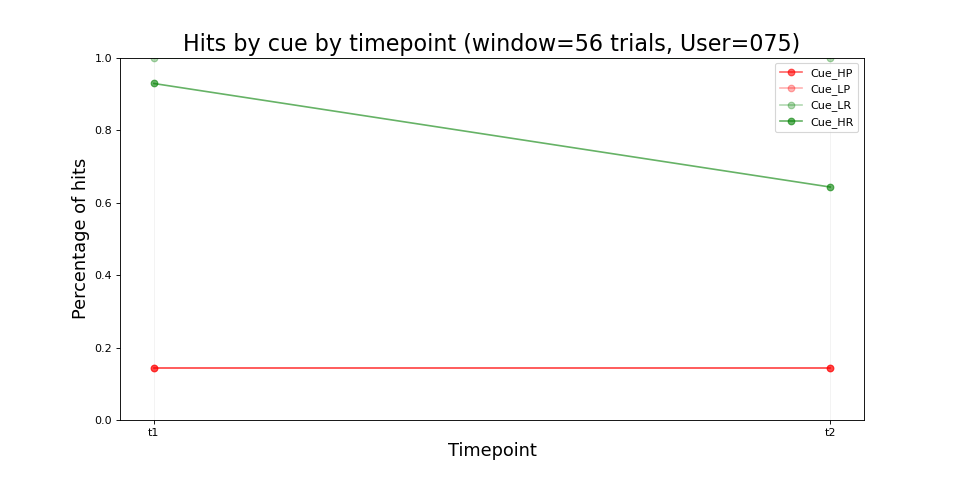 Hits by cue by timepoint (window=56 trials, User=075)
Percentage of hits
1.0
0.8
0.6
0.4
0.2
0.0
Cue_HP
Cue_LP
Cue_LR
Cue_HR
t1
t2
Timepoint